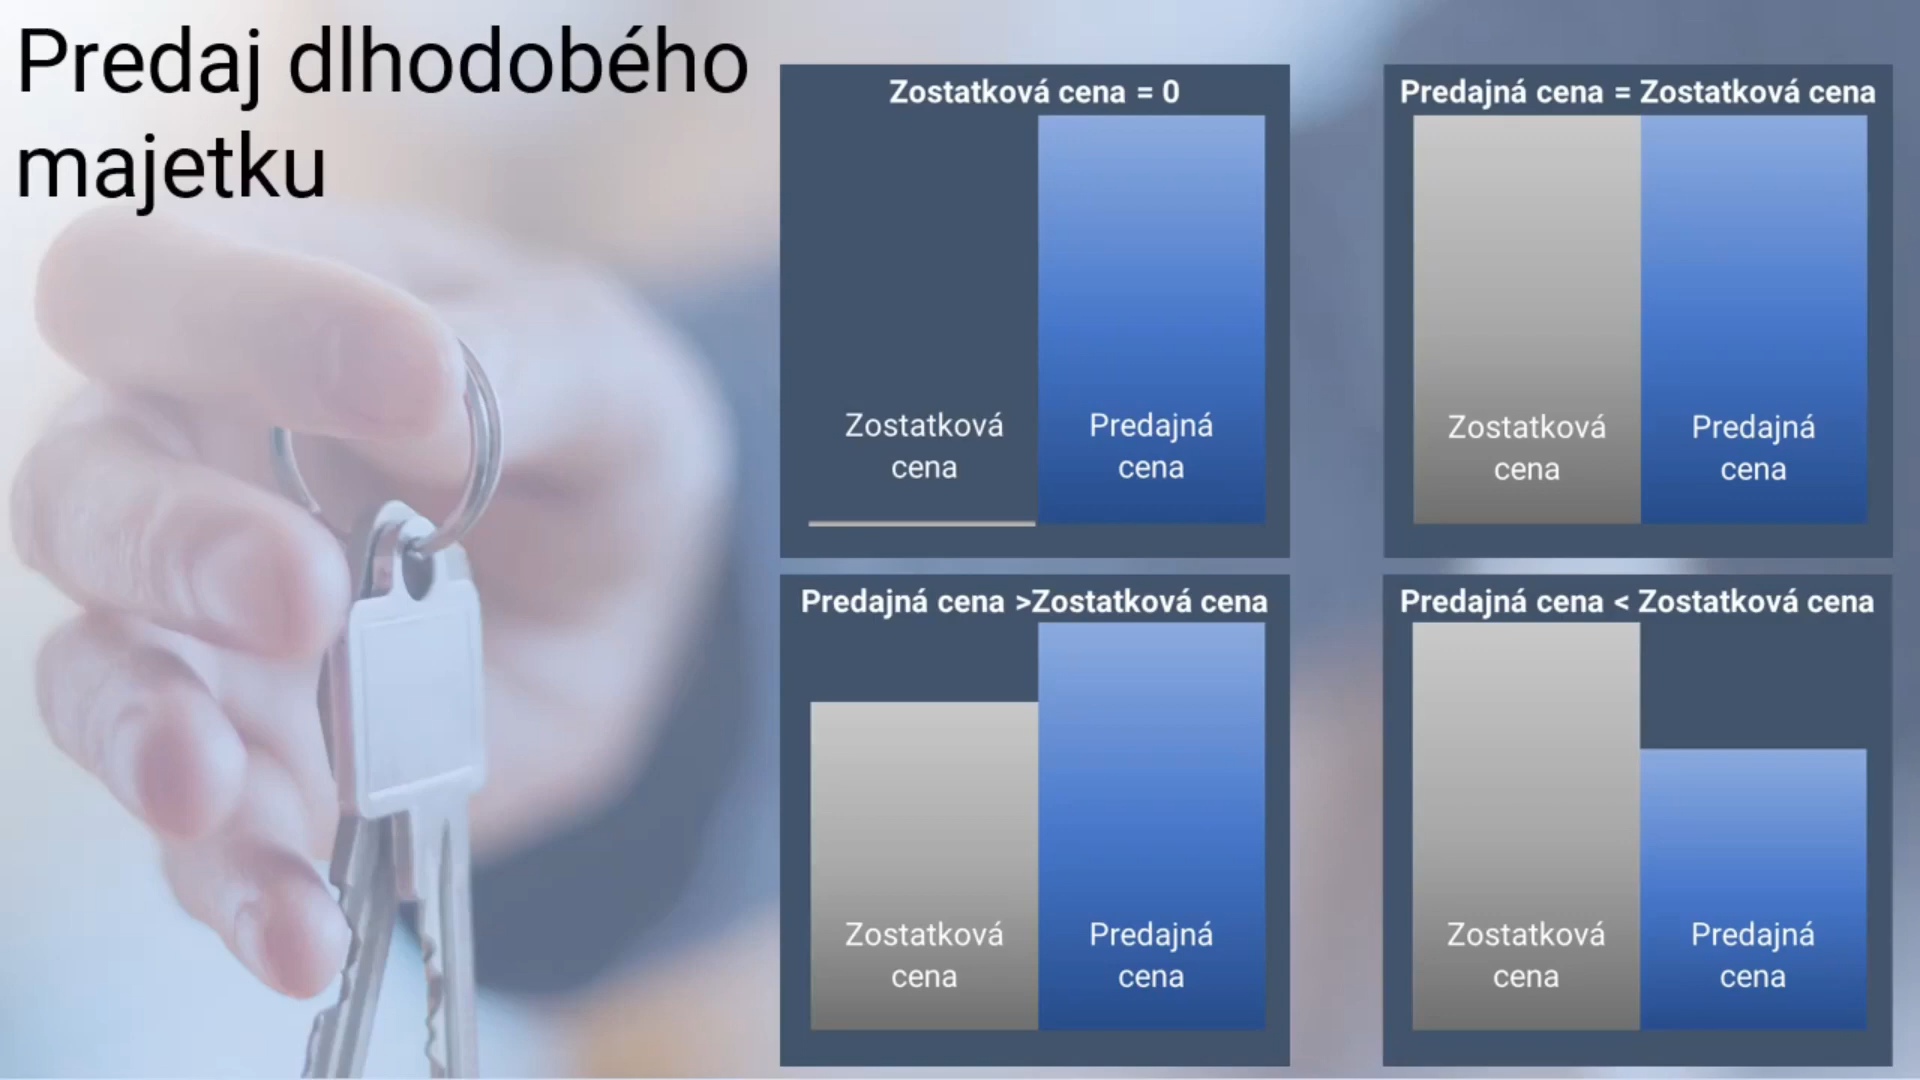 Predaj dlhodobého
majetku
Zostatková cena = 0
Zostatková
cena
Predajná
cena
Predajná cena = Zostatková cena
Zostatková
cena
Predajná
cena
Predajná cena >Zostatková cena
Zostatková
cena
Predajná
cena
Predajná cena < Zostatková cena
Zostatková
cena
Predajná
cena